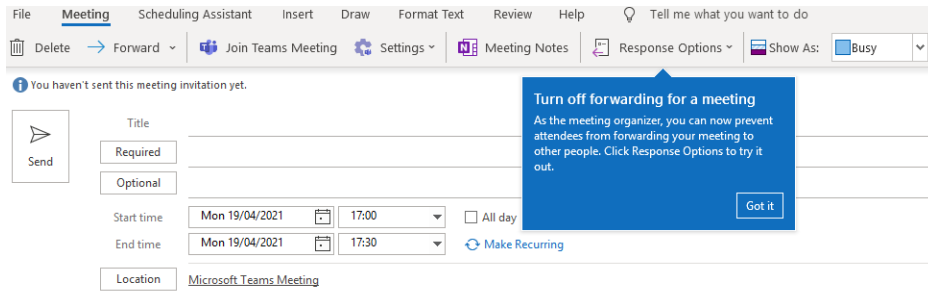 File Meeting Scheduling Assistant Insert Draw Format Text Review Help Tell me what you want to do
Delete Forward Join Teams Meeting Settings Meeting Notes Response Options Show As: Busy
You haven't sent this meeting invitation yet.
Turn off forwarding for a meeting
As the meeting organizer, you can now prevent
attendees from forwarding your meeting to
other people. Click Response Options to try it
out.
Got it
Send
Title
Required
Optional
Start time Mon 19/04/2021 17:00 All day
End time Mon 19/04/2021 17:30 Make Recurring
Location Microsoft Teams Meeting